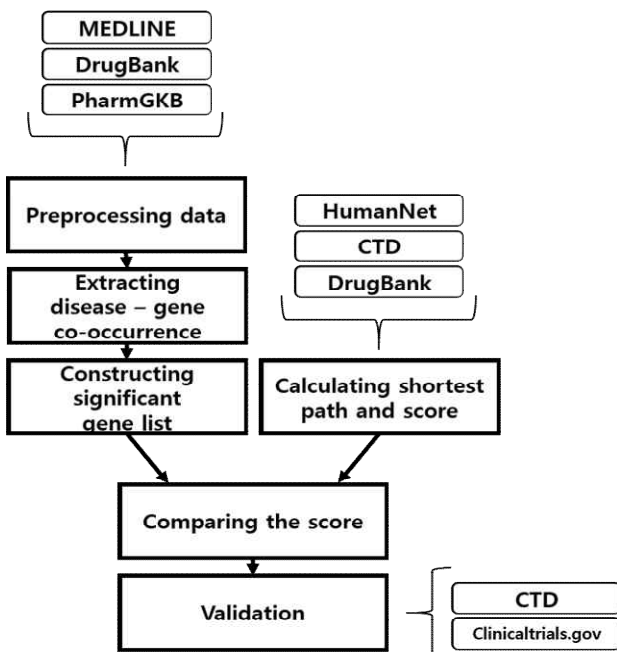 MEDLINE
DrugBank
PharmGKB
Preprocessing data
Extracting
disease – gene
co-occurrence
Constructing
significant
gene list
HumanNet
CTD
DrugBank
Calculating shortest
path and score
Comparing the score
Validation
CTD
Clinicaltrials.gov